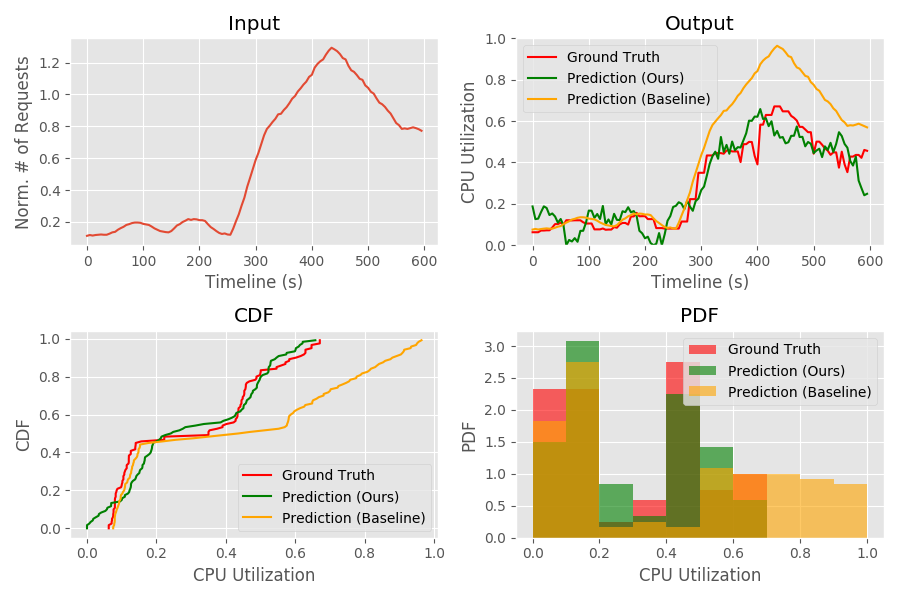 Input
Norm. # of Requests
1.2
1.0
0.8
0.6
0.4
0.2
0 100 200 300 400 500 600
Timeline (s)
Output
CPU Utilization
1.0
0.8
0.6
0.4
0.2
0.0
Ground Truth
Prediction (Ours)
Prediction (Baseline)
0 100 200 300 400 500 600
Timeline (s)
CDF
CDF
1.0
0.8
0.6
0.4
0.2
0.0
Ground Truth
Prediction (Ours)
Prediction (Baseline)
0.0 0.2 0.4 0.6 0.8 1.0
CPU Utilization
PDF
PDF
3.0
2.5
2.0
1.5
1.0
0.5
0.0
Ground Truth
Prediction (Ours)
Prediction (Baseline)
0.0 0.2 0.4 0.6 0.8 1.0
CPU Utilization